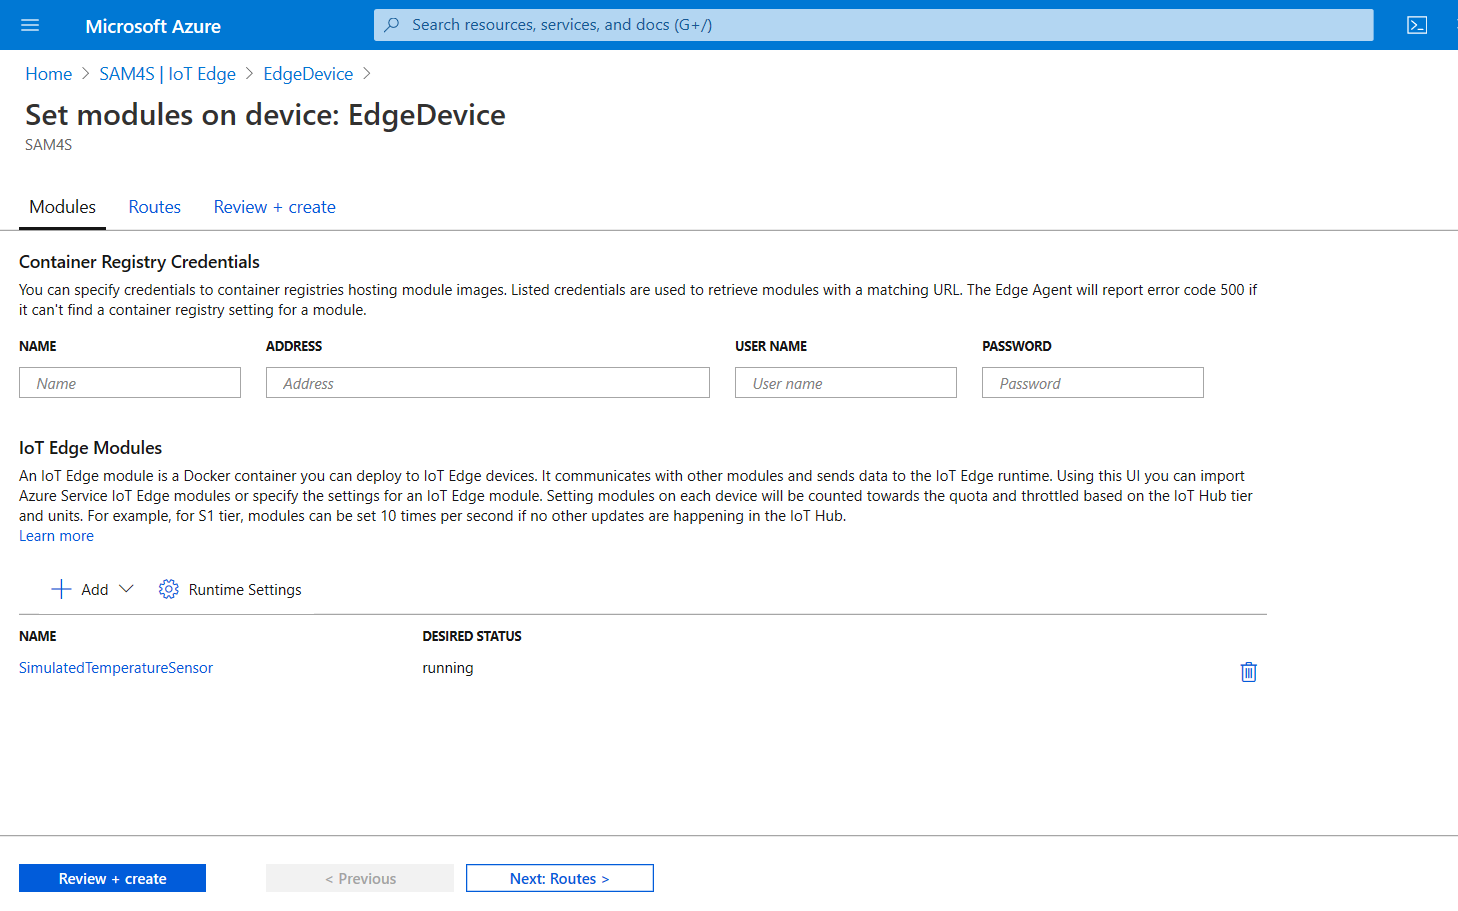 Microsoft Azure
Search resources, services, and docs (G+/)
Home > SAM4S | IoT Edge > EdgeDevice >
Set modules on device: EdgeDevice
SAM4S
Modules Routes Review + create
Container Registry Credentials
You can specify credentials to container registries hosting module images. Listed credentials are used to retrieve modules with a matching URL. The Edge Agent will report error code 500 if
it can't find a container registry setting for a module.
NAME ADDRESS USER NAME PASSWORD
Name Address User name Password
IoT Edge Modules
An IoT Edge module is a Docker container you can deploy to IoT Edge devices. It communicates with other modules and sends data to the IoT Edge runtime. Using this UI you can import
Azure Service IoT Edge modules or specify the settings for an IoT Edge module. Setting modules on each device will be counted towards the quota and throttled based on the IoT Hub tier
and units. For example, for S1 tier, modules can be set 10 times per second if no other updates are happening in the IoT Hub.
Learn more
Add Runtime Settings
NAME DESIRED STATUS
SimulatedTemperatureSensor running
Review + create < Previous Next: Routes >